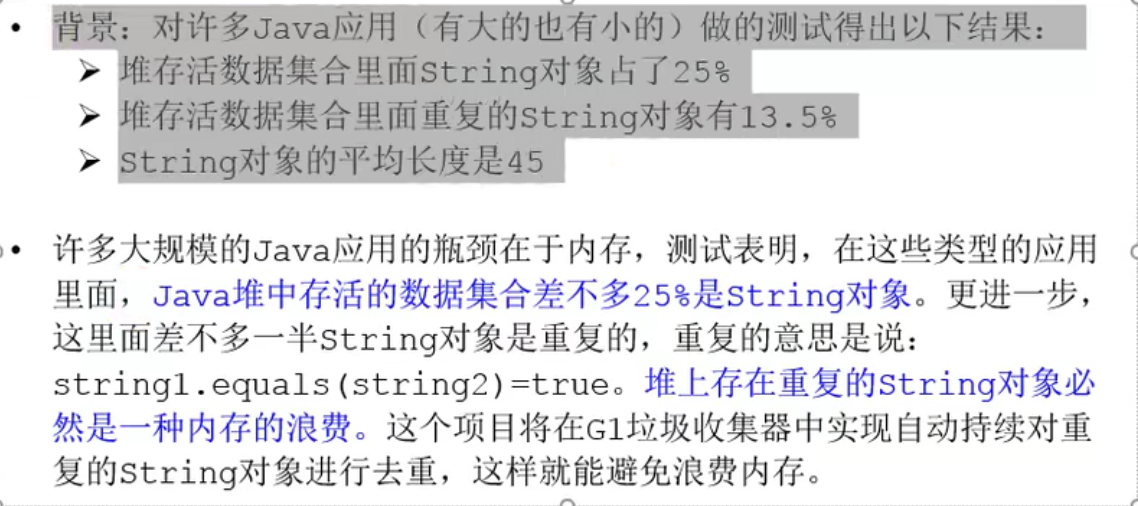 • 背景：对许多Java应用（有大的也有小的）做的测试得出以下结果：
➢ 堆存活数据集合里面String对象占了25%
➢ 堆存活数据集合里面重复的String对象有13.5%
➢ String对象的平均长度是45
• 许多大规模的Java应用的瓶颈在于内存，测试表明，在这些类型的应用
里面，Java堆中存活的数据集合差不多25%是String对象。更进一步，
这里面差不多一半String对象是重复的，重复的意思是说：
string1.equals(string2)=true。堆上存在重复的String对象必
然是一种内存的浪费。这个项目将在G1垃圾收集器中实现自动持续对重
复的String对象进行去重，这样就能避免浪费内存。